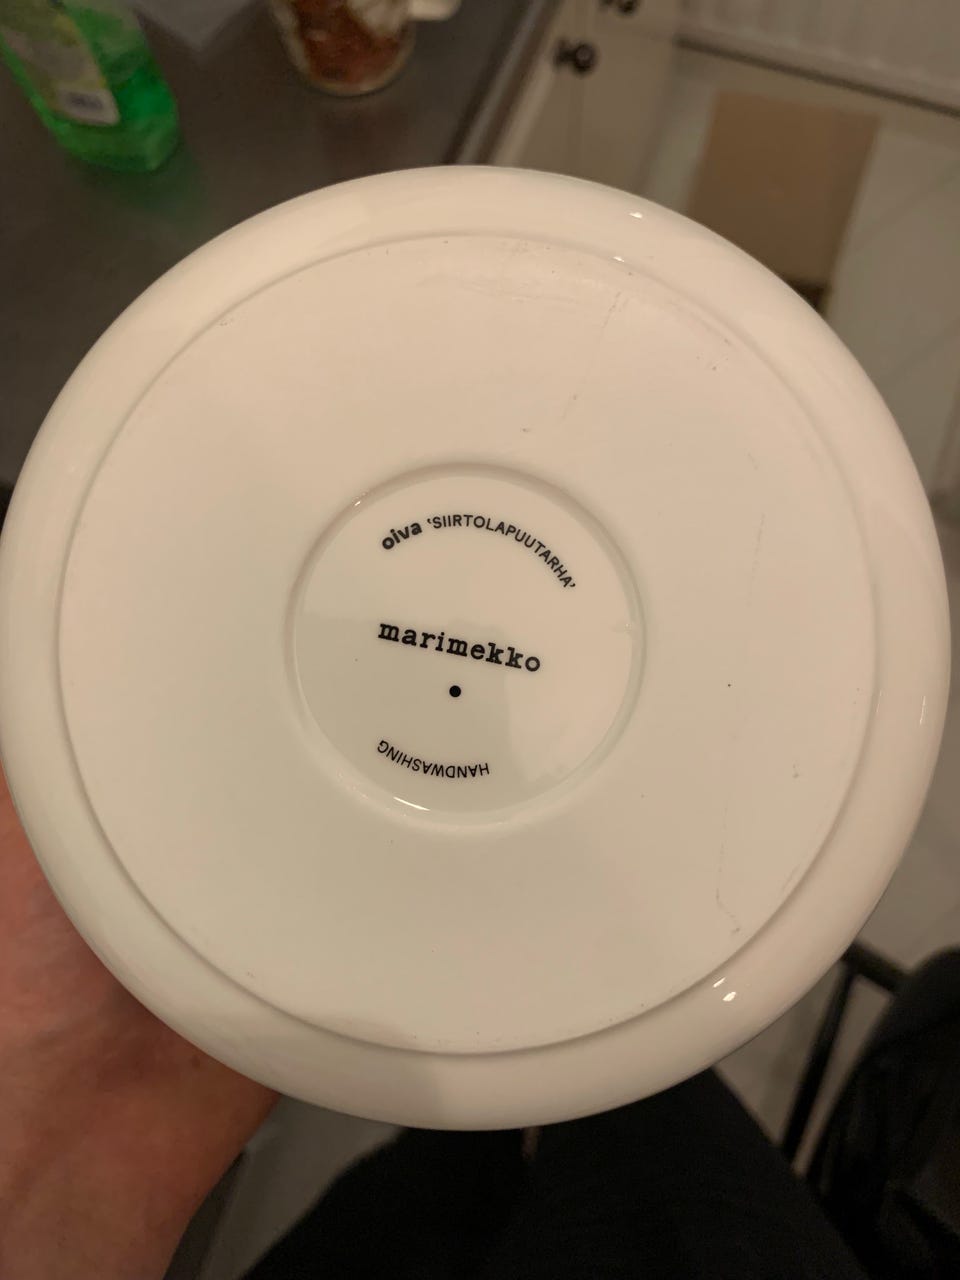 oiva 'SIIRTOLAPUUTARHA'
marimekko
HANDWASHING